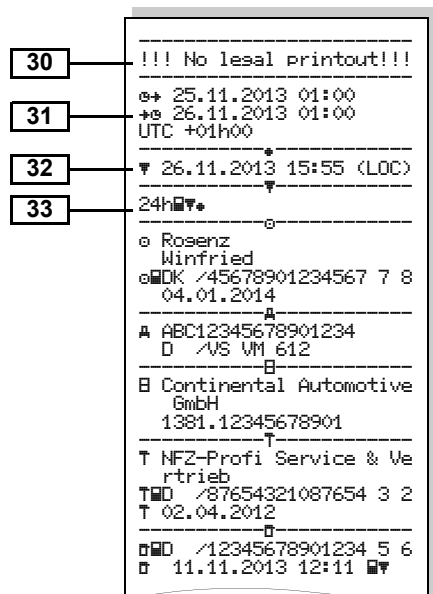 30
!!! No legal printout!!!
25.11.2013 01:00
31
26.11.2013 01:00
UTC +01h00
32
26.11.2013 15:55 (LOC)
33
24h
Rogenz
Winfried
DK /45678901234567 7 8
04.01.2014
ABC12345678901234
D /VS VM 612
Continental Automotive
GmbH
1381.12345678901
NFZ-Profi Service & Ve
rtrieb
D /87654321087654 3 2
02.04.2012
D /12345678901234 5 6
11.11.2013 12:11